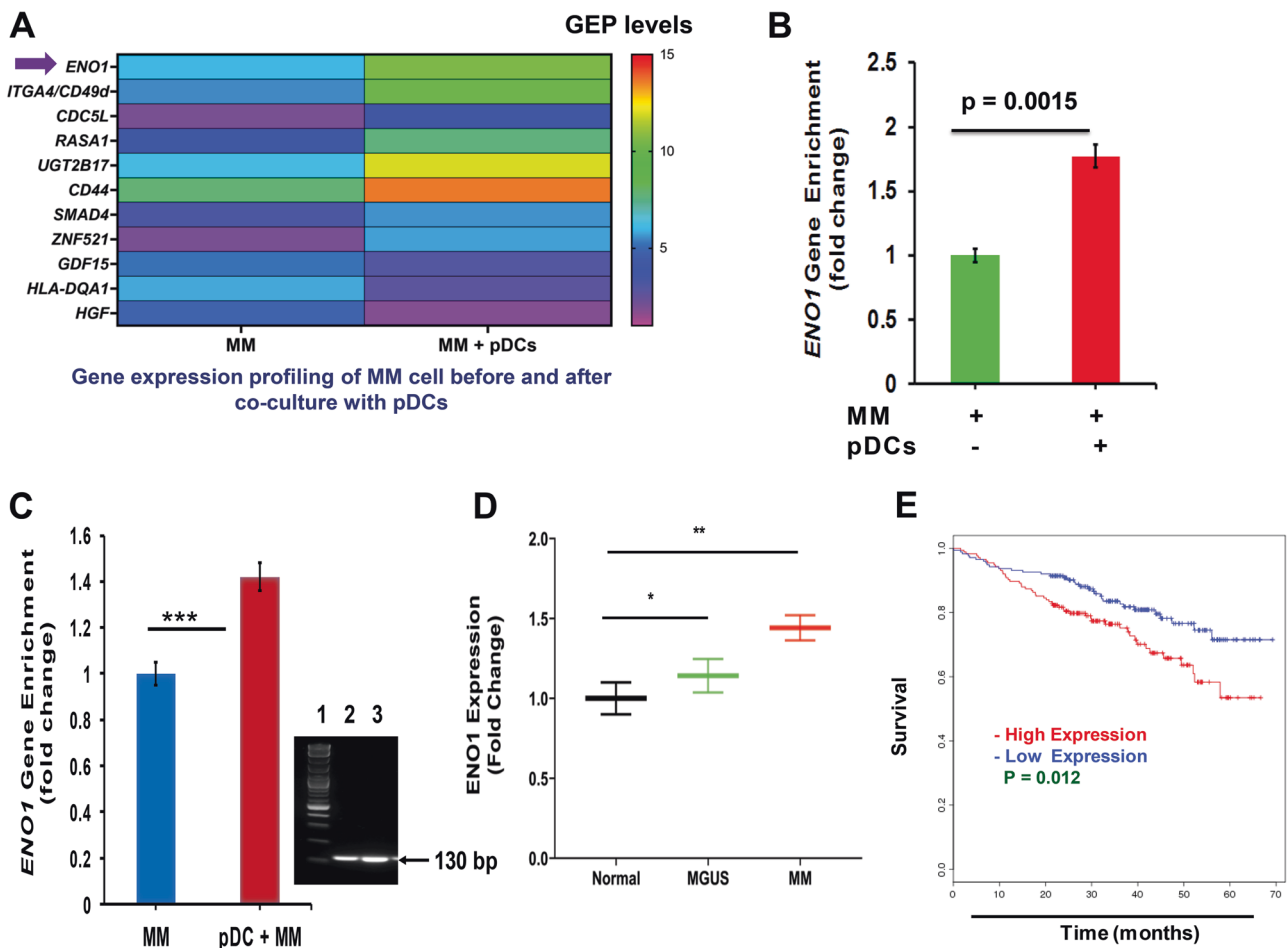 A
GEP levels
ENO1
ITGA4/CD49d
CDC5L
RASA1
UGT2B17
CD44
SMAD4
ZNF521
GDF15
HLA-DQA1
HGF
15
10
5
MM
MM + pDCs
Gene expression profiling of MM cell before and after
co-culture with pDCs
B
ENO1 Gene Enrichment
(fold change)
2.5
2
1.5
1
0.5
0
p = 0.0015
MM + +
pDCs - +
C
ENO1 Gene Enrichment
(fold change)
1.6
1.4
1.2
1
0.8
0.6
0.4
0.2
0
***
MM
pDC + MM
1 2 3
130 bp
D
ENO1 Expression
(Fold Change)
2.0
1.5
1.0
0.5
0.0
**
*
Normal
MGUS
MM
E
Survival
1.0
0.8
0.6
0.4
0.2
0.0
- High Expression
- Low Expression
P = 0.012
0 10 20 30 40 50 60 70
Time (months)